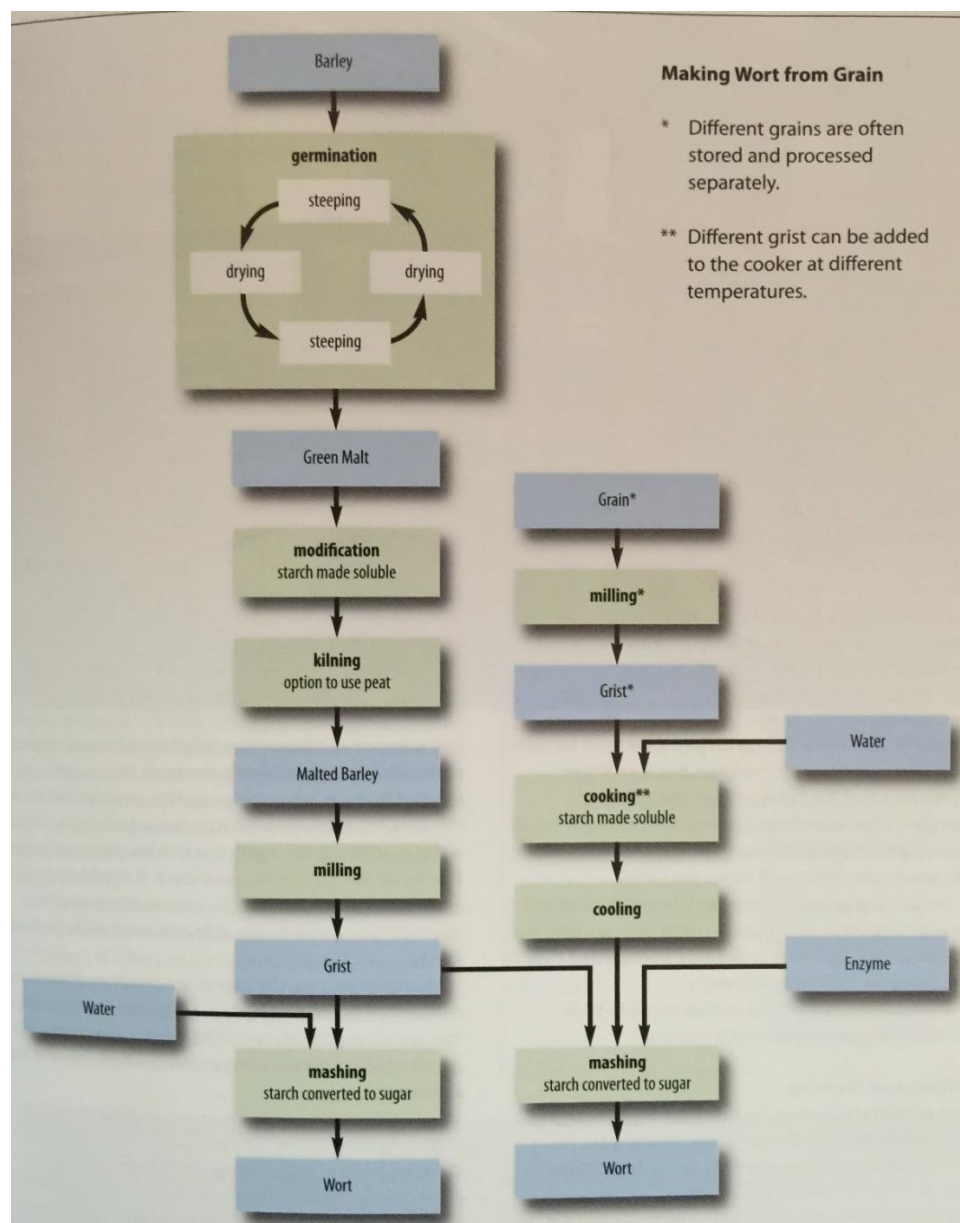 Making Wort from Grain
* Different grains are often
stored and processed
separately.
** Different grist can be added
to the cooker at different
temperatures.
Barley
germination
steeping
drying
drying
steeping
Green Malt
modification
starch made soluble
kilning
option to use peat
Malted Barley
milling
Grist
Water
mashing
starch converted to sugar
Wort
Grain*
milling*
Grist*
Water
cooking**
starch made soluble
cooling
Enzyme
mashing
starch converted to sugar
Wort